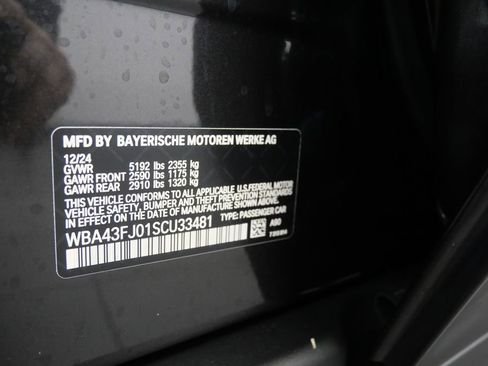 MFD BY BAYERISCHE MOTOREN WERKE AG
12/24
GVWR 5192 lbs 2355 kg
GAWR FRONT 2590 lbs 1175 kg
GAWR REAR 2910 lbs 1320 kg
THIS VEHICLE CONFORMS TO ALL APPLICABLE U.S. FEDERAL MOTOR
VEHICLE SAFETY, BUMPER, AND THEFT PREVENTION STANDARDS
IN EFFECT ON THE DATE OF MANUFACTURE SHOWN ABOVE.
WBA43FJ01SCU33481 TYPE: PASSENGER CAR
A90